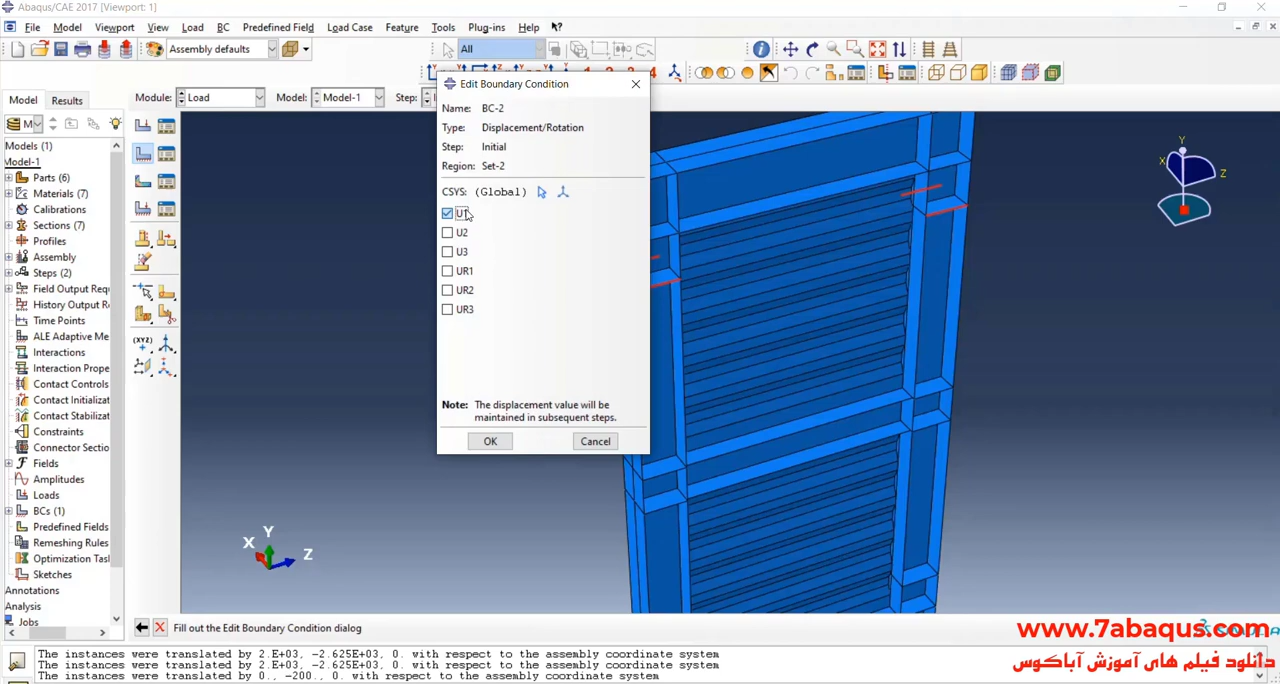 Abaqus/CAE 2017 [Viewport: 1]
File Model Viewport View Load BC Predefined Field Load Case Feature Tools Plug-ins Help
Assembly defaults All
Model Results Module: Load Model: Model-1 Step:
Edit Boundary Condition
Name: BC-2
Type: Displacement/Rotation
Step: Initial
Region: Set-2
CSYS: (Global)
U1
U2
U3
UR1
UR2
UR3
Note: The displacement value will be
maintained in subsequent steps.
OK Cancel
Models (1)
Model-1
Parts (6)
Materials (7)
Calibrations
Sections (7)
Profiles
Assembly
Steps (2)
Field Output Requ
History Output R
Time Points
ALE Adaptive Me
Interactions
Interaction Prope
Contact Controls
Contact Initializa
Contact Stabilizat
Constraints
Connector Sectio
Fields
Amplitudes
Loads
BCs (1)
Predefined Fields
Remeshing Rules
Optimization Task
Sketches
Annotations
Analysis
Jobs
(XYZ)
Y
X
Z
Y
X
Z
Fill out the Edit Boundary Condition dialog
The instances were translated by 2.E+03, -2.625E+03, 0. with respect to the assembly coordinate system
The instances were translated by 2.E+03, -2.625E+03, 0. with respect to the assembly coordinate system
The instances were translated by 0., -200., 0. with respect to the assembly coordinate system
www.7abaqus.com
دانلود فیلم های آموزش آباکوس